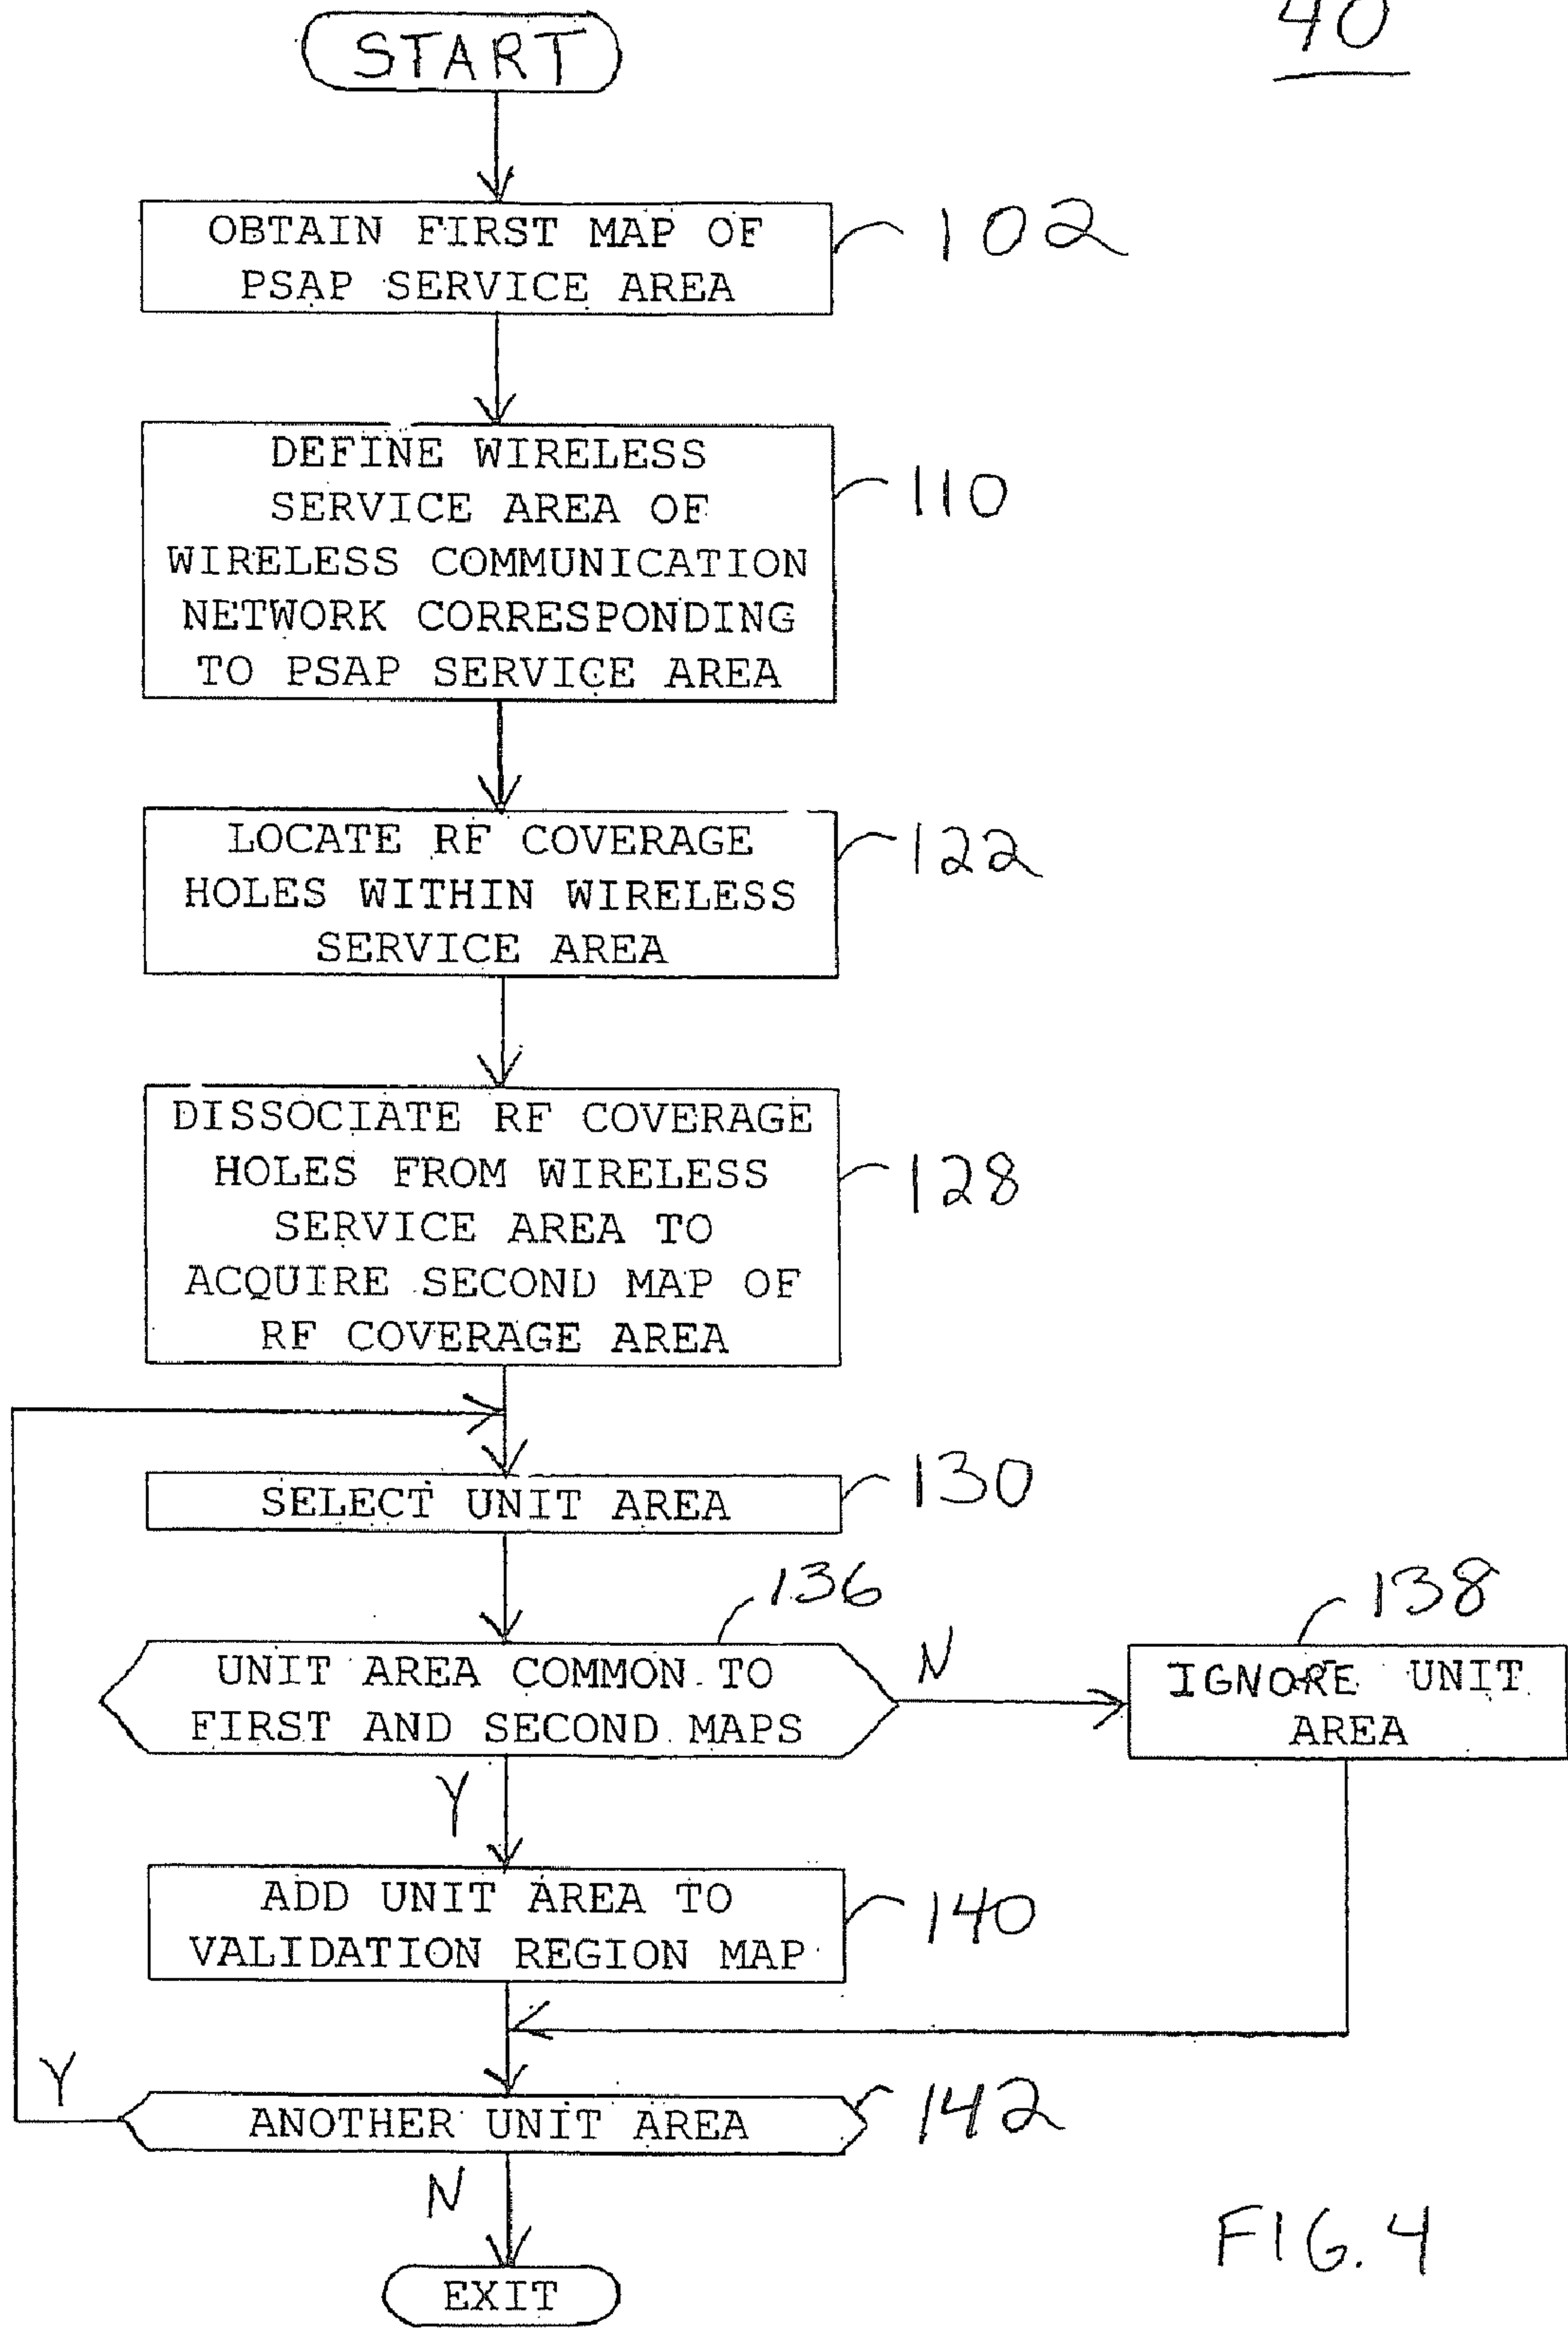 40
START
OBTAIN FIRST MAP OF
PSAP SERVICE AREA
102
DEFINE WIRELESS
SERVICE AREA OF
WIRELESS COMMUNICATION
NETWORK CORRESPONDING
TO PSAP SERVICE AREA
110
LOCATE RF COVERAGE
HOLES WITHIN WIRELESS
SERVICE AREA
122
DISSOCIATE RF COVERAGE
HOLES FROM WIRELESS
SERVICE AREA TO
ACQUIRE SECOND MAP OF
RF COVERAGE AREA
128
SELECT UNIT AREA
130
136
UNIT AREA COMMON TO
FIRST AND SECOND MAPS
N
138
IGNORE UNIT
AREA
Y
ADD UNIT AREA TO
VALIDATION REGION MAP
140
Y
ANOTHER UNIT AREA
142
N
EXIT
FIG. 4